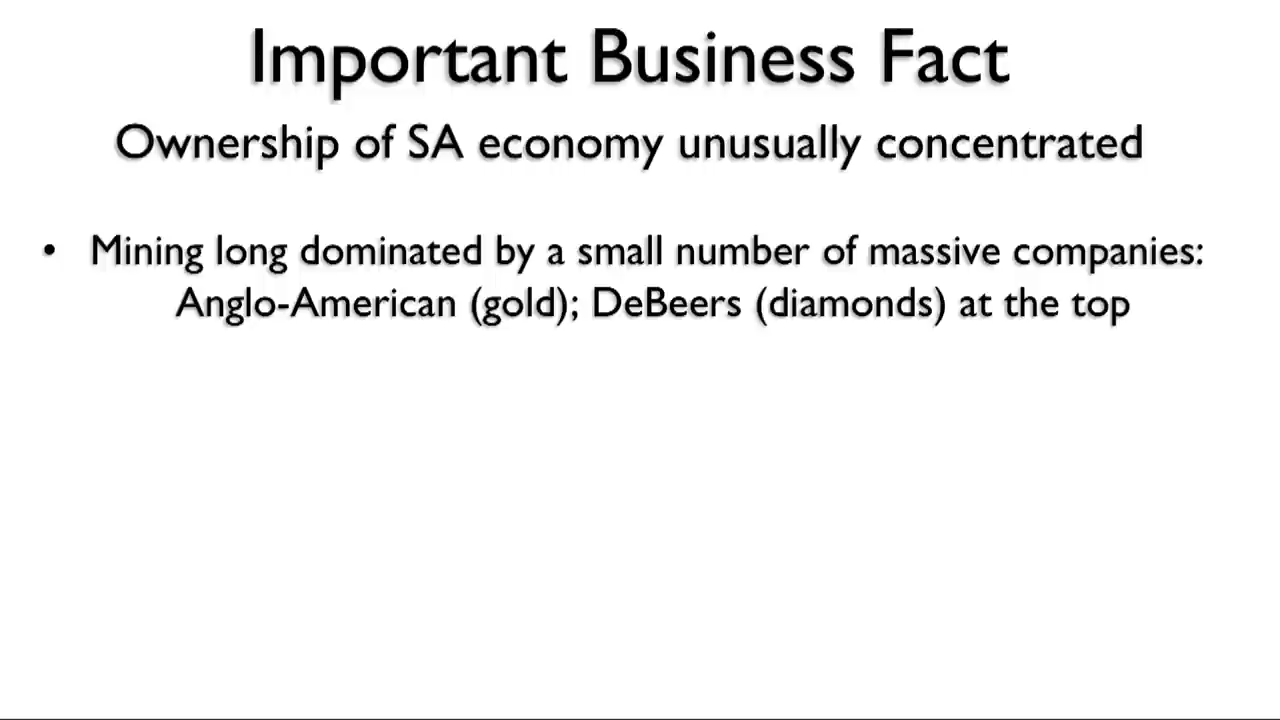 Important Business Fact
Ownership of SA economy unusually concentrated
• Mining long dominated by a small number of massive companies:
Anglo-American (gold); DeBeers (diamonds) at the top